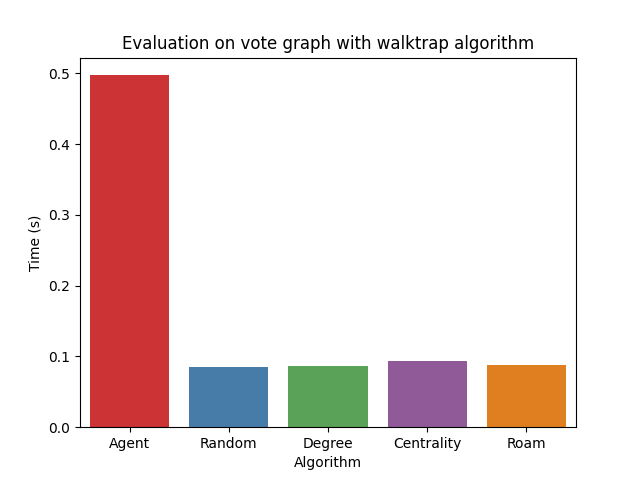 Evaluation on vote graph with walktrap algorithm
0.5
0.4
0.3
0.2
0.1
0.0
Time (s)
Agent Random Degree Centrality Roam
Algorithm